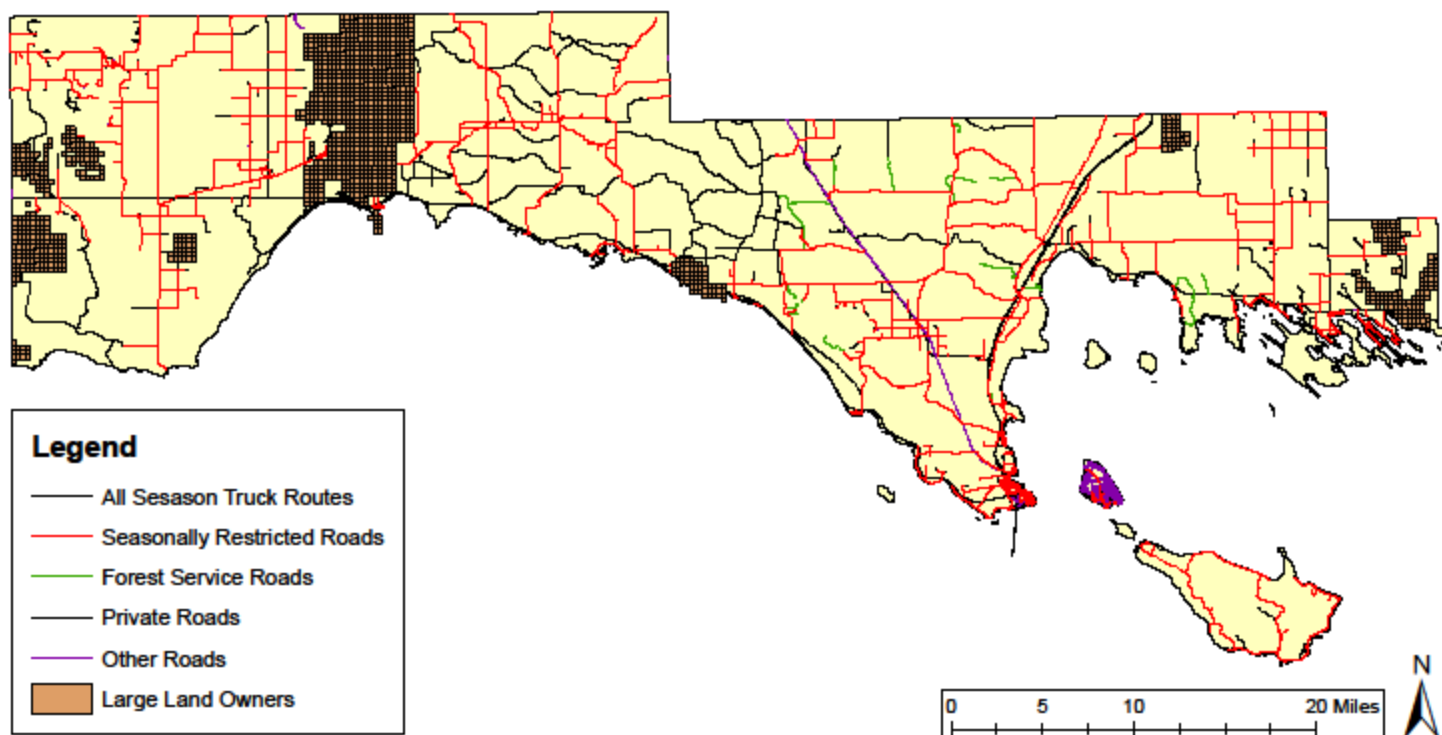 Legend
All Sesason Truck Routes
Seasonally Restricted Roads
Forest Service Roads
Private Roads
Other Roads
Large Land Owners
N
0 5 10 20 Miles